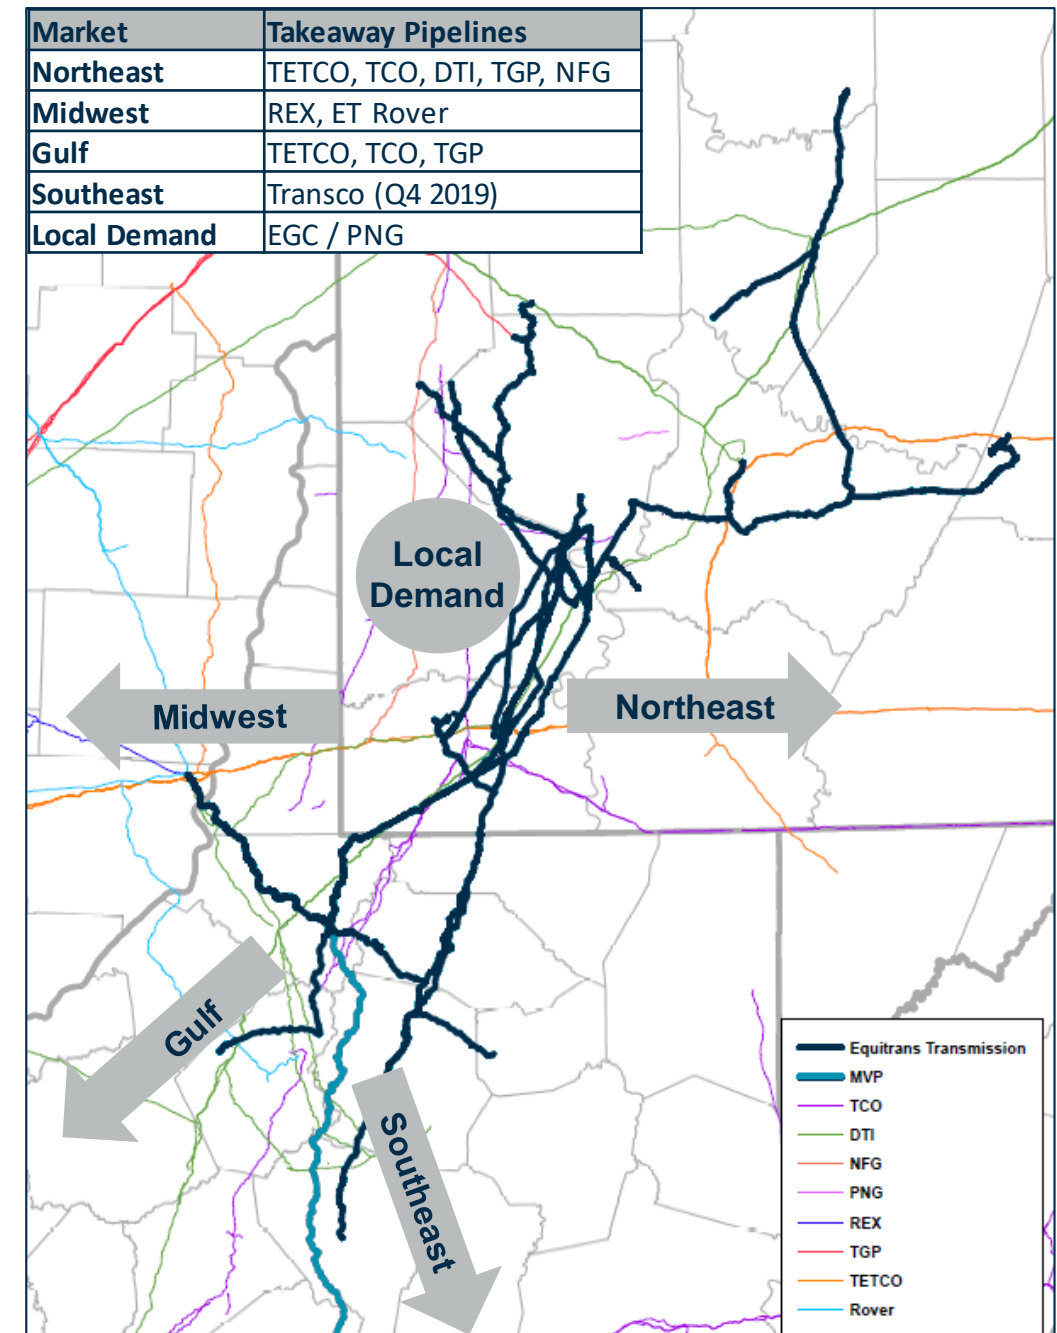 Market Takeaway Pipelines
Northeast TETCO, TCO, DTI, TGP, NFG
Midwest REX, ET Rover
Gulf TETCO, TCO, TGP
Southeast Transco (Q4 2019)
Local Demand EGC / PNG
Local
Demand
Midwest
Northeast
Gulf
Southeast
Equitrans Transmission
MVP
TCO
DTI
NFG
PNG
REX
TGP
TETCO
Rover